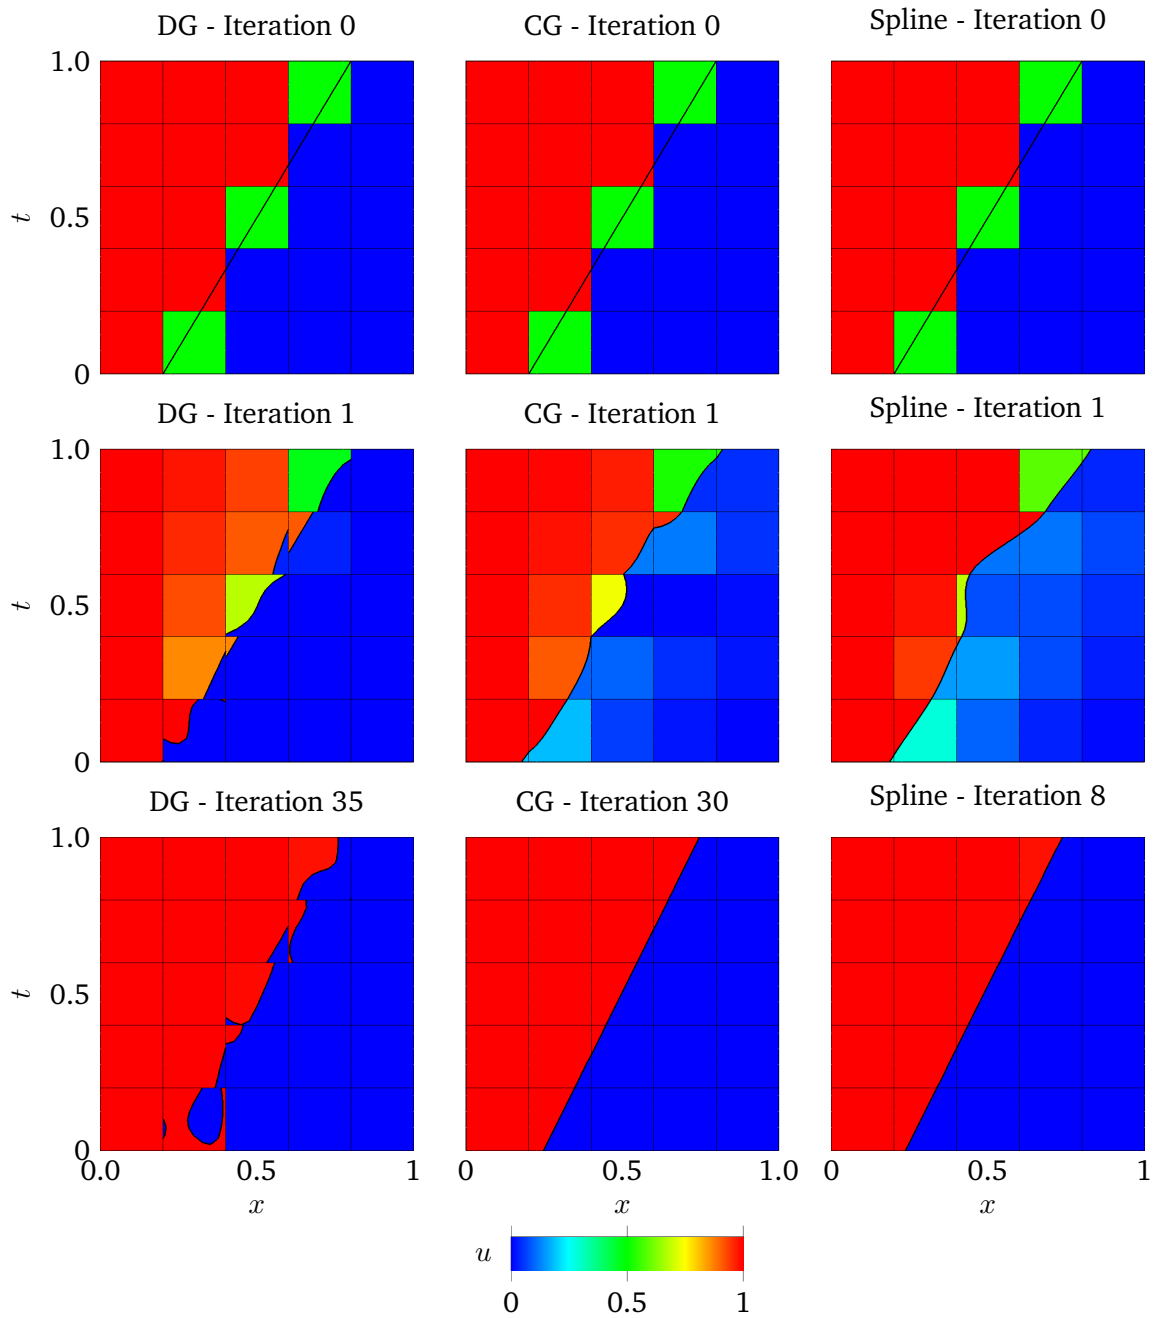 DG - Iteration 0
CG - Iteration 0
Spline - Iteration 0
1.0
0.5
0
t
DG - Iteration 1
CG - Iteration 1
Spline - Iteration 1
1.0
0.5
0
t
DG - Iteration 35
CG - Iteration 30
Spline - Iteration 8
1.0
0.5
0
t
0.0 0.5 1
0 0.5 1.0
0 0.5 1
x
x
x
u
0 0.5 1